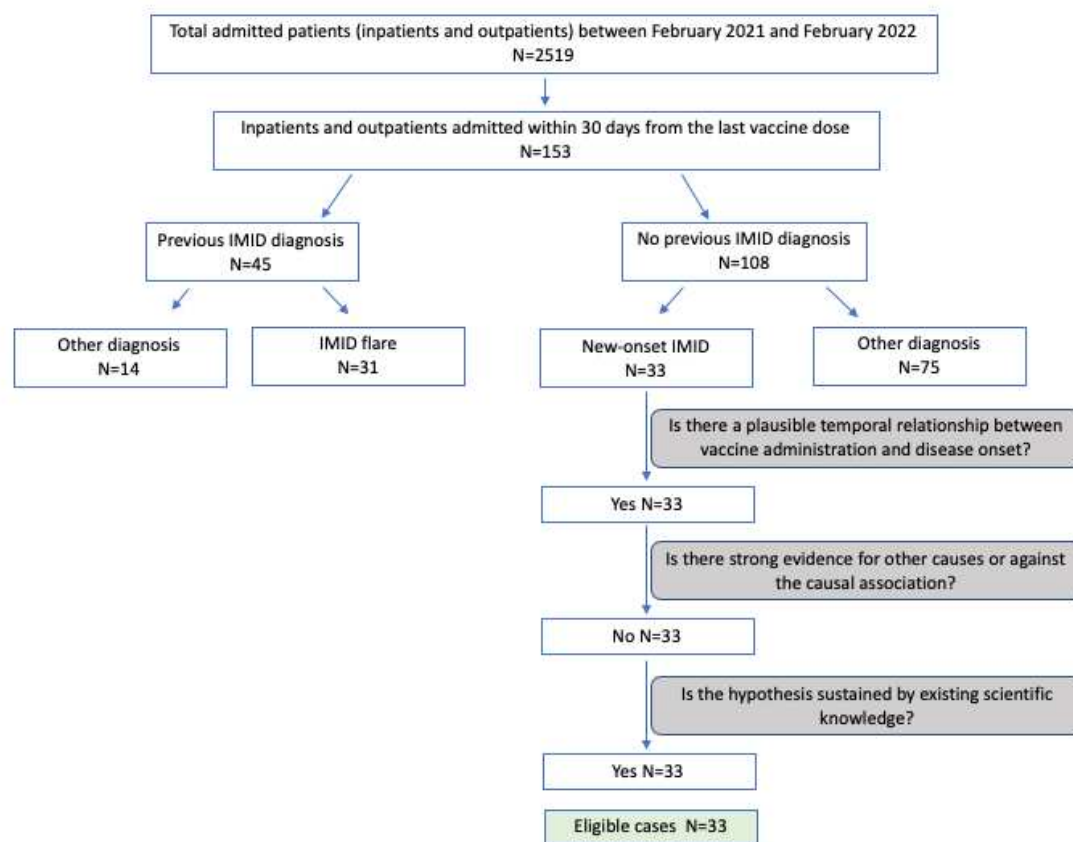 Total admitted patients (inpatients and outpatients) between February 2021 and February 2022
N=2519
Inpatients and outpatients admitted within 30 days from the last vaccine dose
N=153
Previous IMID diagnosis
N=45
No previous IMID diagnosis
N=108
Other diagnosis
N=14
IMID flare
N=31
New-onset IMID
N=33
Other diagnosis
N=75
Is there a plausible temporal relationship between
vaccine administration and disease onset?
Yes N=33
Is there strong evidence for other causes or against
the causal association?
No N=33
Is the hypothesis sustained by existing scientific
knowledge?
Yes N=33
Eligible cases N=33